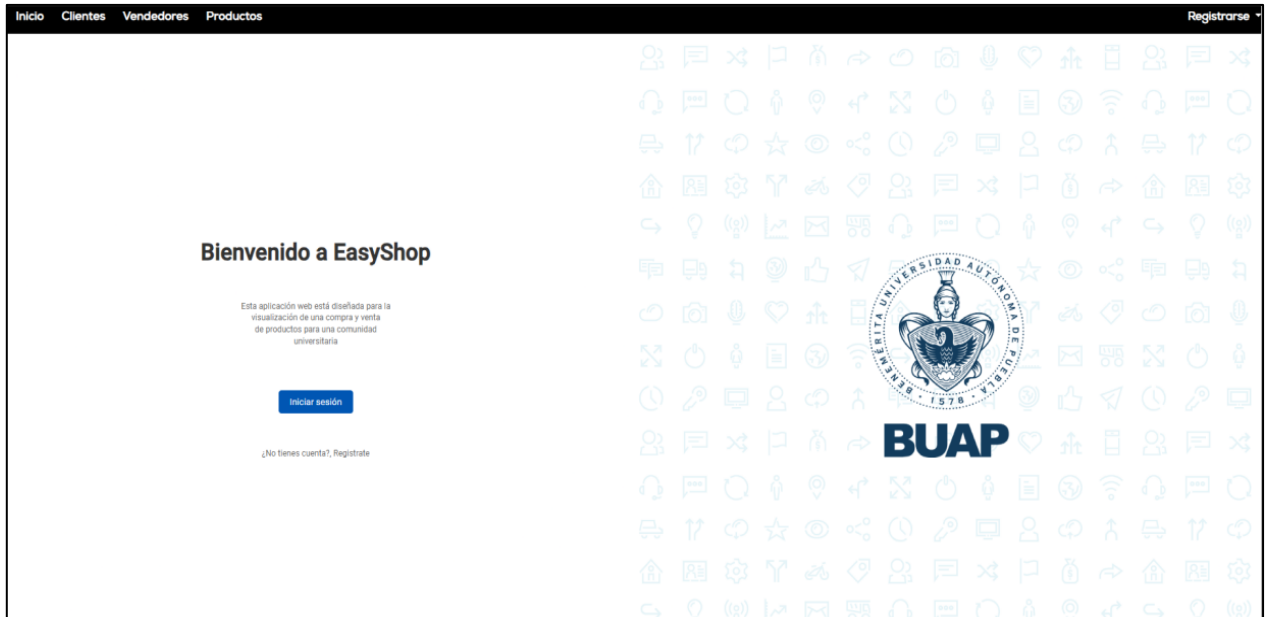 Inicio Clientes Vendedores Productos Registrarse
Bienvenido a EasyShop
Esta aplicación web está diseñada para la
visualización de una compra y venta
de productos para una comunidad
universitaria
Iniciar sesión
¿No tienes cuenta?, Registrate
BENEMÉRITA UNIVERSIDAD AUTÓNOMA DE PUEBLA
1578
BUAP